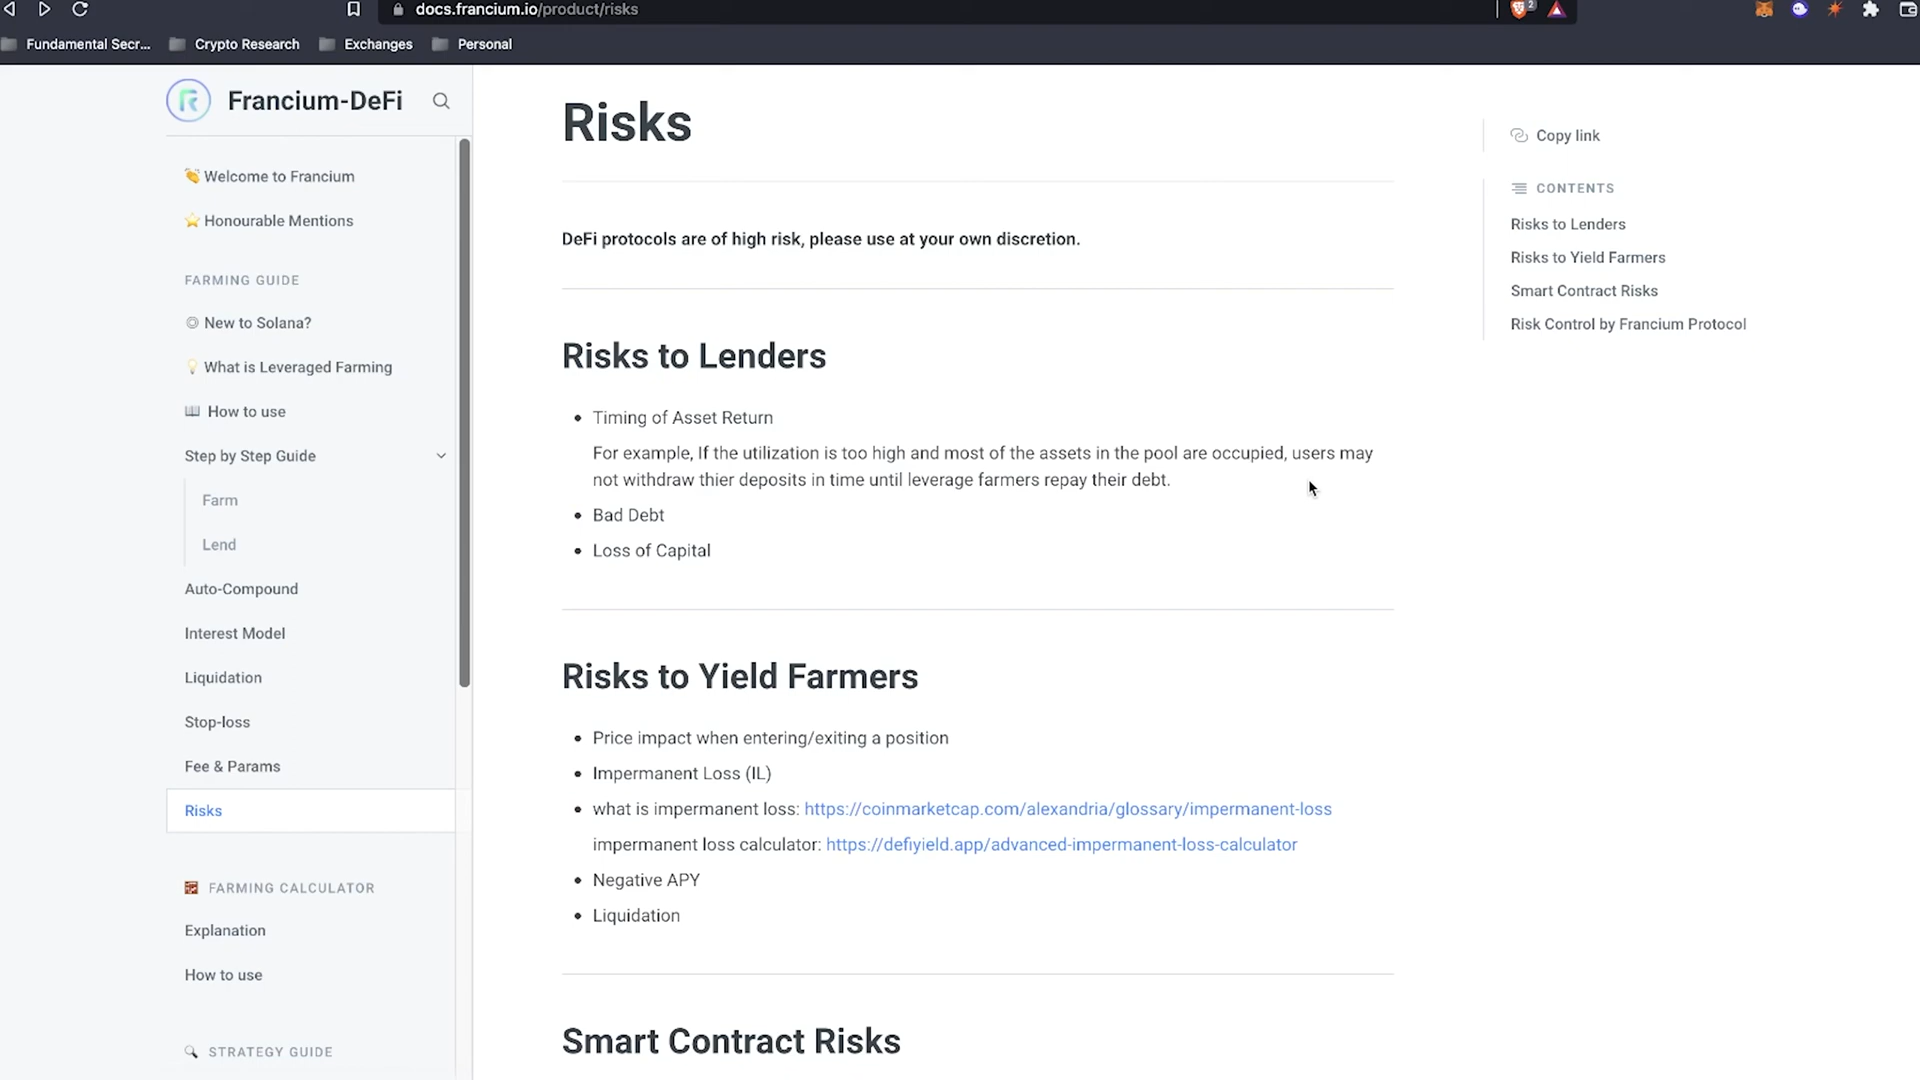 docs.francium.io/product/risks
2
Fundamental Secr...
Crypto Research
Exchanges
Personal
Francium-DeFi
👏 Welcome to Francium
⭐ Honourable Mentions
FARMING GUIDE
New to Solana?
💡 What is Leveraged Farming
📖 How to use
Step by Step Guide
Farm
Lend
Auto-Compound
Interest Model
Liquidation
Stop-loss
Fee & Params
Risks
🧮 FARMING CALCULATOR
Explanation
How to use
🔍 STRATEGY GUIDE
Risks
DeFi protocols are of high risk, please use at your own discretion.
Risks to Lenders
• Timing of Asset Return
For example, If the utilization is too high and most of the assets in the pool are occupied, users may
not withdraw thier deposits in time until leverage farmers repay their debt.
• Bad Debt
• Loss of Capital
Risks to Yield Farmers
• Price impact when entering/exiting a position
• Impermanent Loss (IL)
• what is impermanent loss: https://coinmarketcap.com/alexandria/glossary/impermanent-loss
impermanent loss calculator: https://defiyield.app/advanced-impermanent-loss-calculator
• Negative APY
• Liquidation
Smart Contract Risks
Copy link
CONTENTS
Risks to Lenders
Risks to Yield Farmers
Smart Contract Risks
Risk Control by Francium Protocol